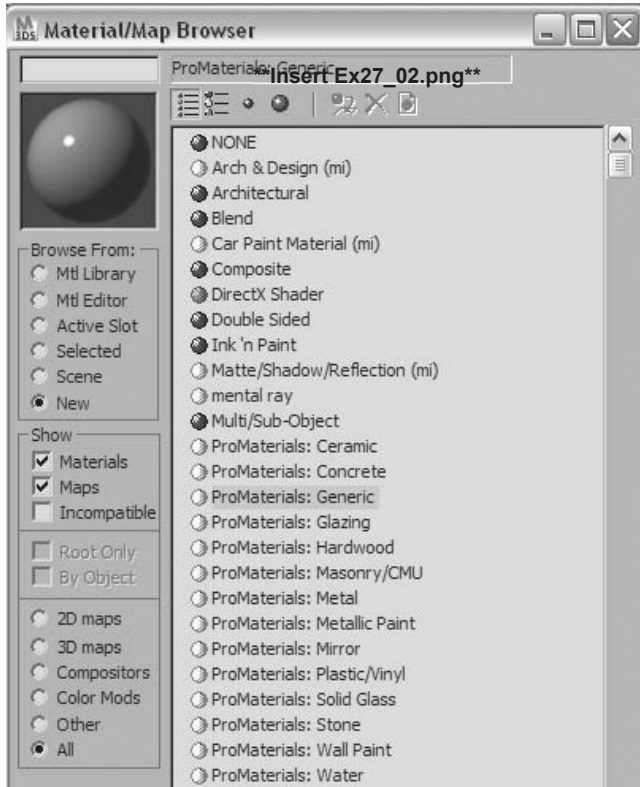 3DS Material/Map Browser
ProMaterials: Generic
**Insert Ex27_02.png**
NONE
Arch & Design (mi)
Architectural
Blend
Car Paint Material (mi)
Composite
DirectX Shader
Double Sided
Ink 'n Paint
Matte/Shadow/Reflection (mi)
mental ray
Multi/Sub-Object
ProMaterials: Ceramic
ProMaterials: Concrete
ProMaterials: Generic
ProMaterials: Glazing
ProMaterials: Hardwood
ProMaterials: Masonry/CMU
ProMaterials: Metal
ProMaterials: Metallic Paint
ProMaterials: Mirror
ProMaterials: Plastic/Vinyl
ProMaterials: Solid Glass
ProMaterials: Stone
ProMaterials: Wall Paint
ProMaterials: Water
Browse From:
Mtl Library
Mtl Editor
Active Slot
Selected
Scene
New
Show
Materials
Maps
Incompatible
Root Only
By Object
2D maps
3D maps
Compositors
Color Mods
Other
All